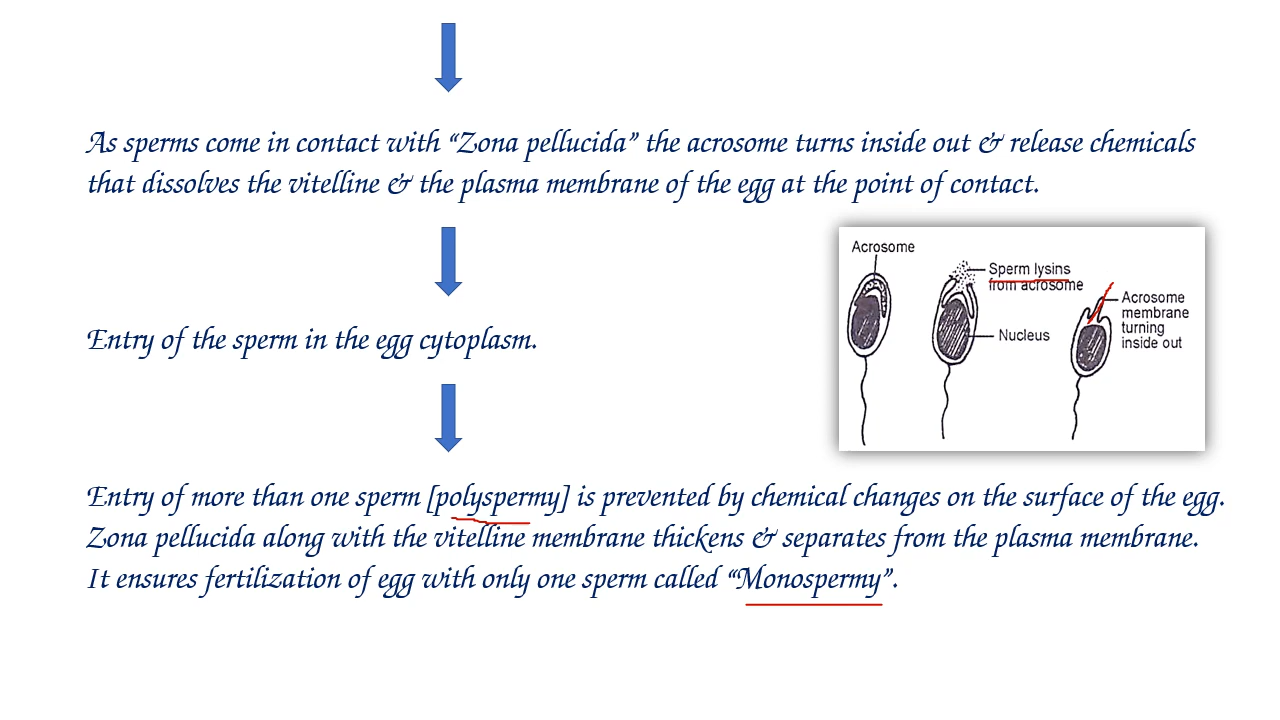 As sperms come in contact with “Zona pellucida” the acrosome turns inside out & release chemicals
that dissolves the vitelline & the plasma membrane of the egg at the point of contact.
Acrosome
Sperm lysins
from acrosome
Nucleus
Acrosome
membrane
turning
inside out
Entry of the sperm in the egg cytoplasm.
Entry of more than one sperm [polyspermy] is prevented by chemical changes on the surface of the egg.
Zona pellucida along with the vitelline membrane thickens & separates from the plasma membrane.
It ensures fertilization of egg with only one sperm called “Monospermy”.